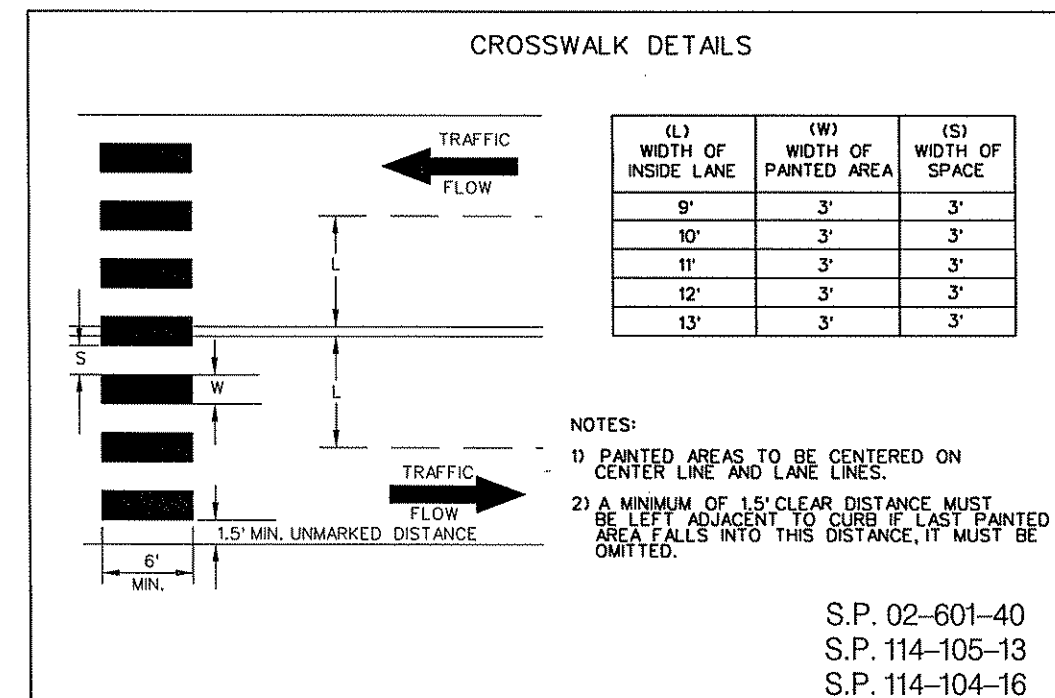 CROSSWALK DETAILS
TRAFFIC
FLOW
L
S
W
L
TRAFFIC
FLOW
1.5' MIN. UNMARKED DISTANCE
6'
MIN.
(L) (W) (S)
WIDTH OF WIDTH OF WIDTH OF
INSIDE LANE PAINTED AREA SPACE
9' 3' 3'
10' 3' 3'
11' 3' 3'
12' 3' 3'
13' 3' 3'
NOTES:
1) PAINTED AREAS TO BE CENTERED ON
CENTER LINE AND LANE LINES.
2) A MINIMUM OF 1.5' CLEAR DISTANCE MUST
BE LEFT ADJACENT TO CURB IF LAST PAINTED
AREA FALLS INTO THIS DISTANCE, IT MUST BE
OMITTED.
S.P. 02-601-40
S.P. 114-105-13
S.P. 114-104-16